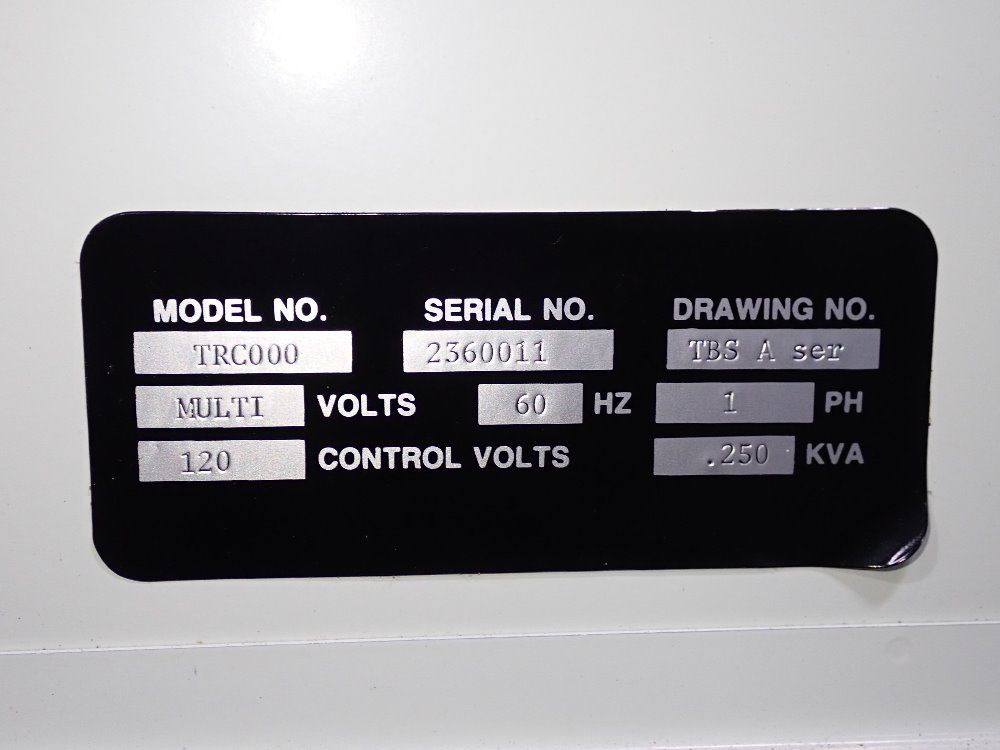 MODEL NO. SERIAL NO. DRAWING NO.
TRC000 2360011 TBS A ser
MULTI VOLTS 60 HZ 1 PH
120 CONTROL VOLTS .250 KVA